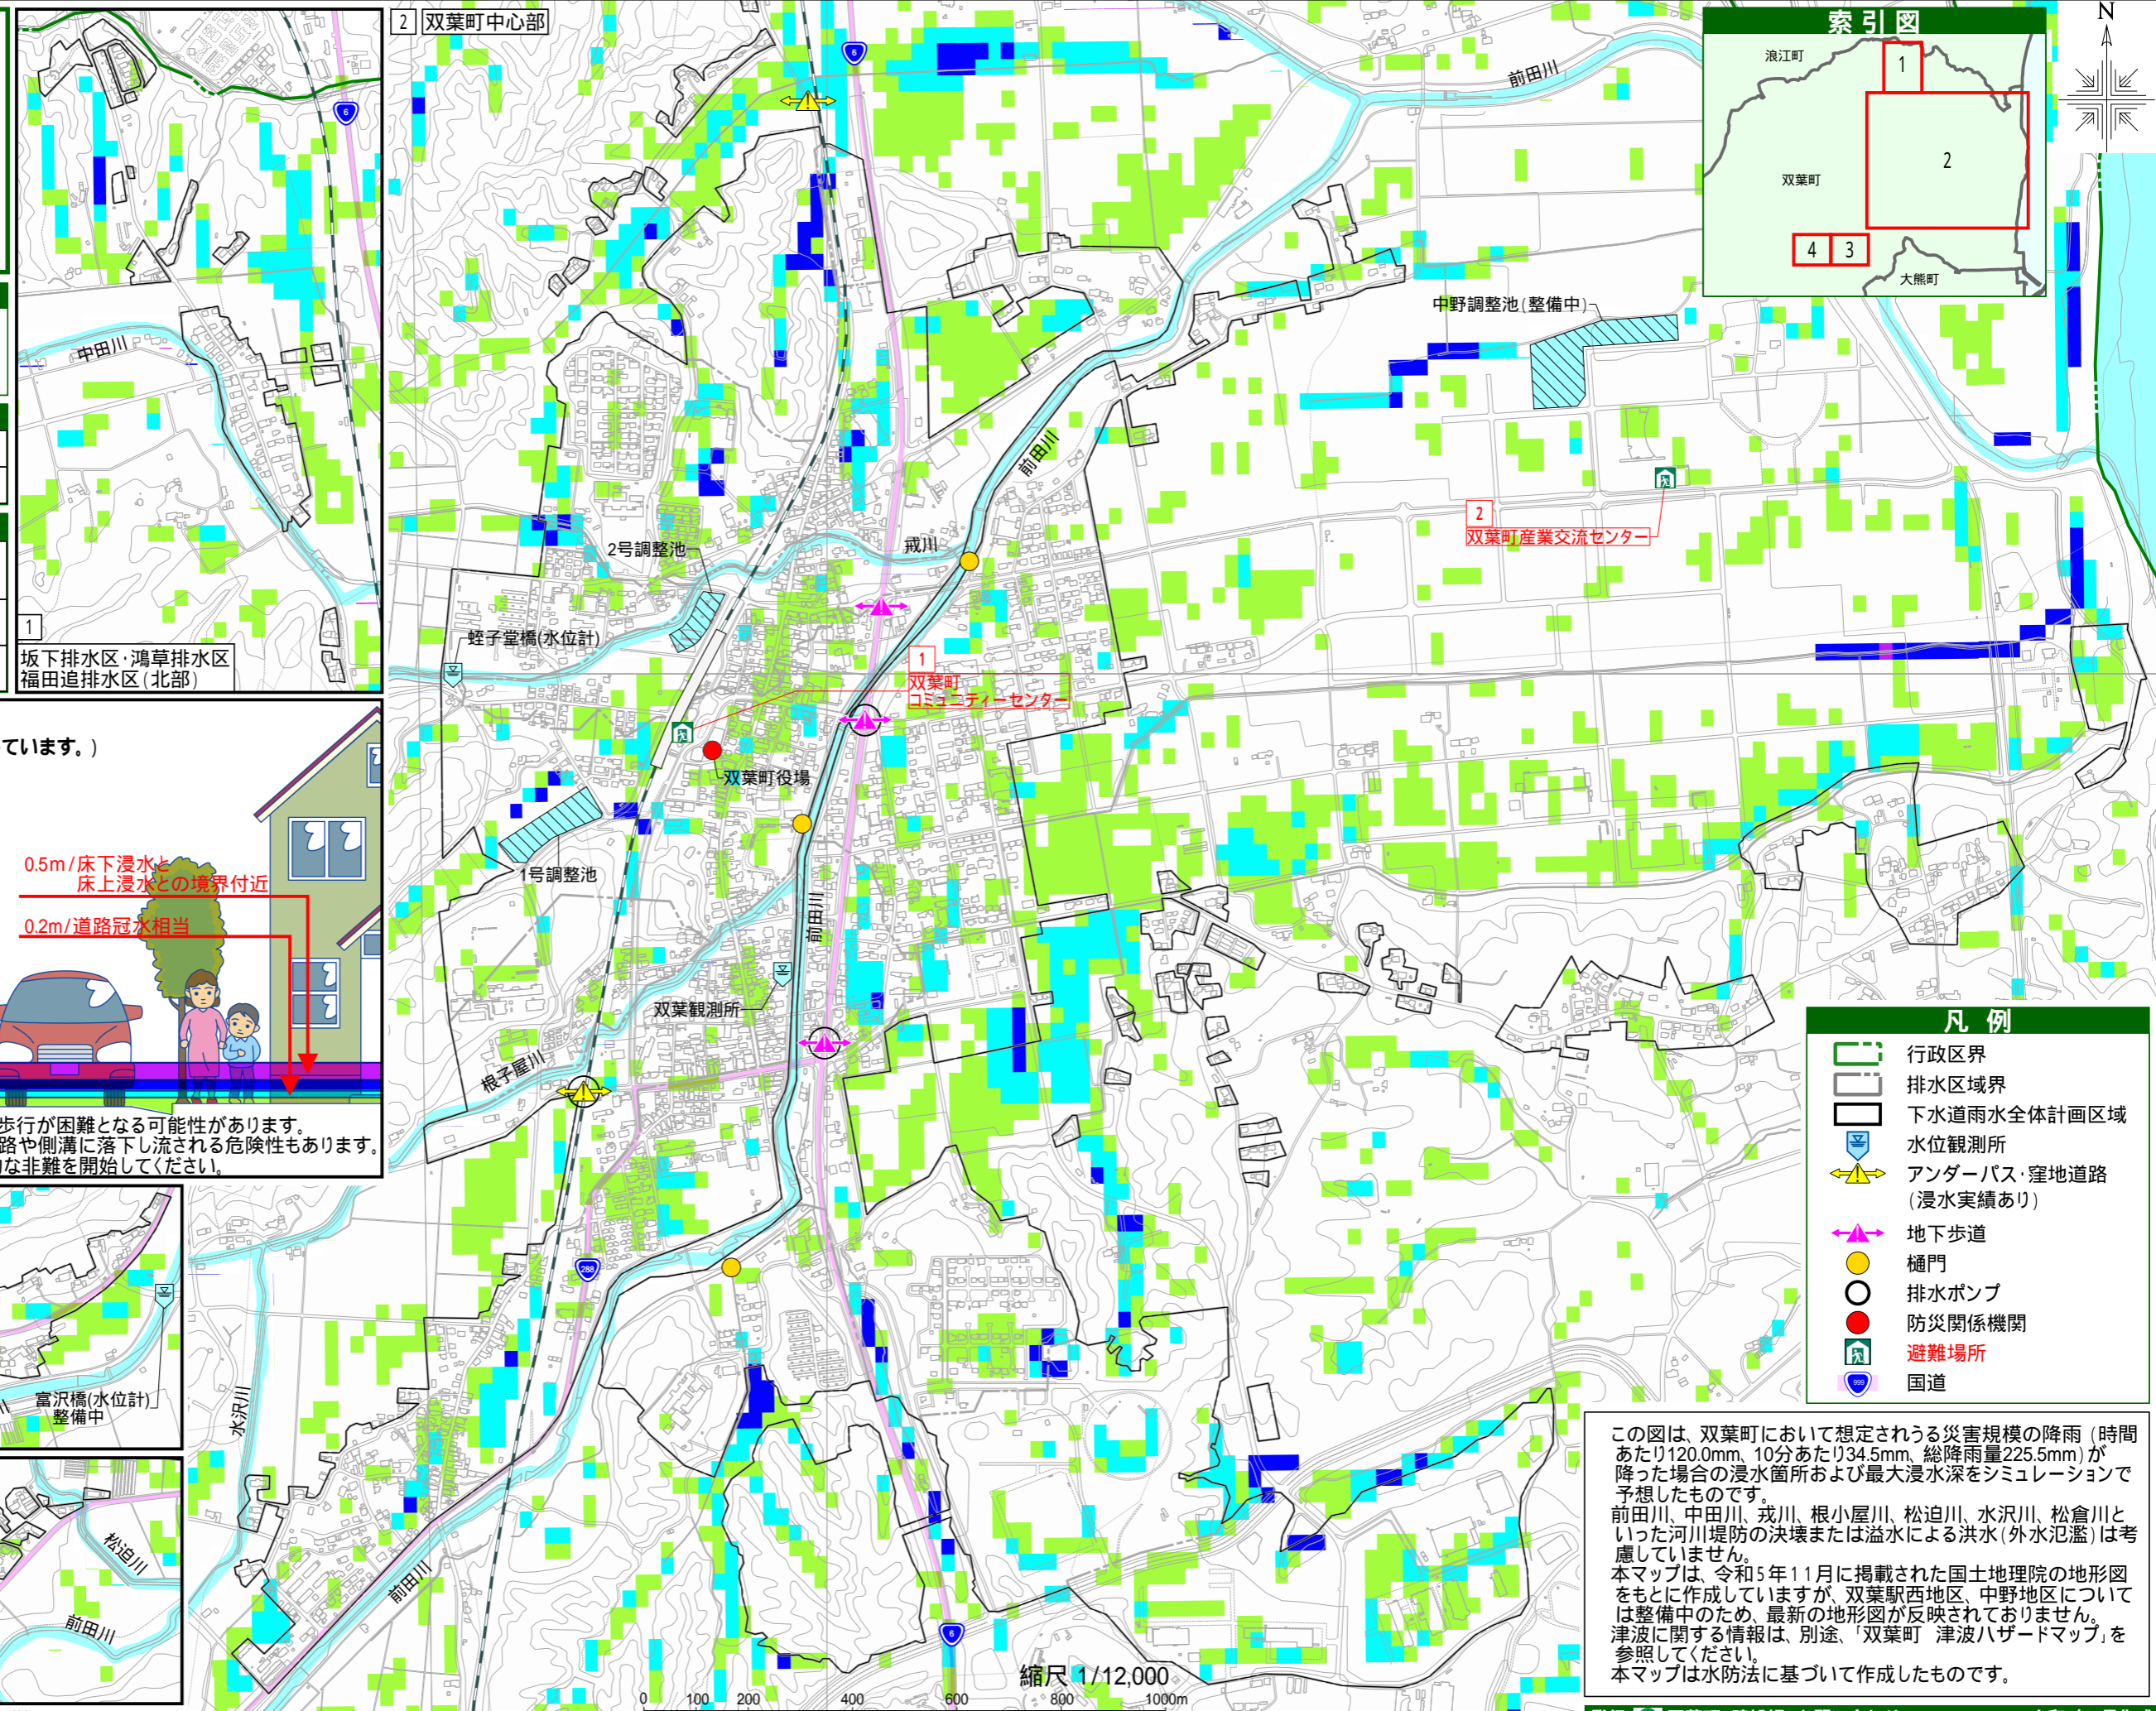 2 双葉町中心部
6
中田川
1
坂下排水区・鴻草排水区
福田追排水区(北部)
ています。)
0.5m/床下浸水と
床上浸水との境界付近
0.2m/道路冠水相当
歩行が困難となる可能性があります。
路や側溝に落下し流される危険性もあります。
な非難を開始してください。
富沢橋(水位計)
整備中
松迫川
前田川
6
前田川
索引図
浪江町
1
双葉町
2
4
3
大熊町
N
中野調整池(整備中)
前田川
2
双葉町産業交流センター
戒川
2号調整池
蛭子堂橋(水位計)
1
双葉町
コミュニティーセンター
双葉町役場
1号調整池
前田川
双葉観測所
根子屋川
288
水沢川
前田川
6
縮尺 1/12,000
0 100 200 400 600 800 1000m
凡例
行政区界
排水区域界
下水道雨水全体計画区域
水位観測所
アンダーパス・窪地道路
(浸水実績あり)
地下歩道
樋門
排水ポンプ
防災関係機関
避難場所
999
国道
この図は、双葉町において想定されうる災害規模の降雨(時間
あたり120.0mm、10分あたり34.5mm、総降雨量225.5mm)が
降った場合の浸水箇所および最大浸水深をシミュレーションで
予想したものです。
前田川、中田川、戎川、根小屋川、松迫川、水沢川、松倉川と
いった河川堤防の決壊または溢水による洪水(外水氾濫)は考
慮していません。
本マップは、令和5年11月に掲載された国土地理院の地形図
をもとに作成していますが、双葉駅西地区、中野地区について
は整備中のため、最新の地形図が反映されておりません。
津波に関する情報は、別途、「双葉町 津波ハザードマップ」を
参照してください。
本マップは水防法に基づいて作成したものです。